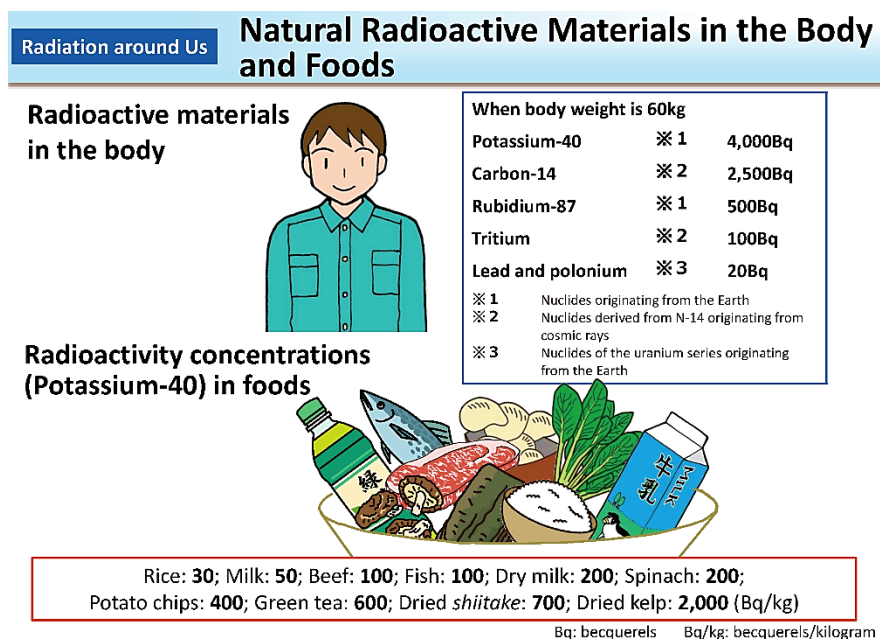 Radiation around Us
Natural Radioactive Materials in the Body
and Foods
Radioactive materials
in the body
When body weight is 60kg
Potassium-40 ※1 4,000Bq
Carbon-14 ※2 2,500Bq
Rubidium-87 ※1 500Bq
Tritium ※2 100Bq
Lead and polonium ※3 20Bq
※1 Nuclides originating from the Earth
※2 Nuclides derived from N-14 originating from
cosmic rays
※3 Nuclides of the uranium series originating
from the Earth
Radioactivity concentrations
(Potassium-40) in foods
緑
牛乳
MILK
Rice: 30; Milk: 50; Beef: 100; Fish: 100; Dry milk: 200; Spinach: 200;
Potato chips: 400; Green tea: 600; Dried shiitake: 700; Dried kelp: 2,000 (Bq/kg)
Bq: becquerels Bq/kg: becquerels/kilogram